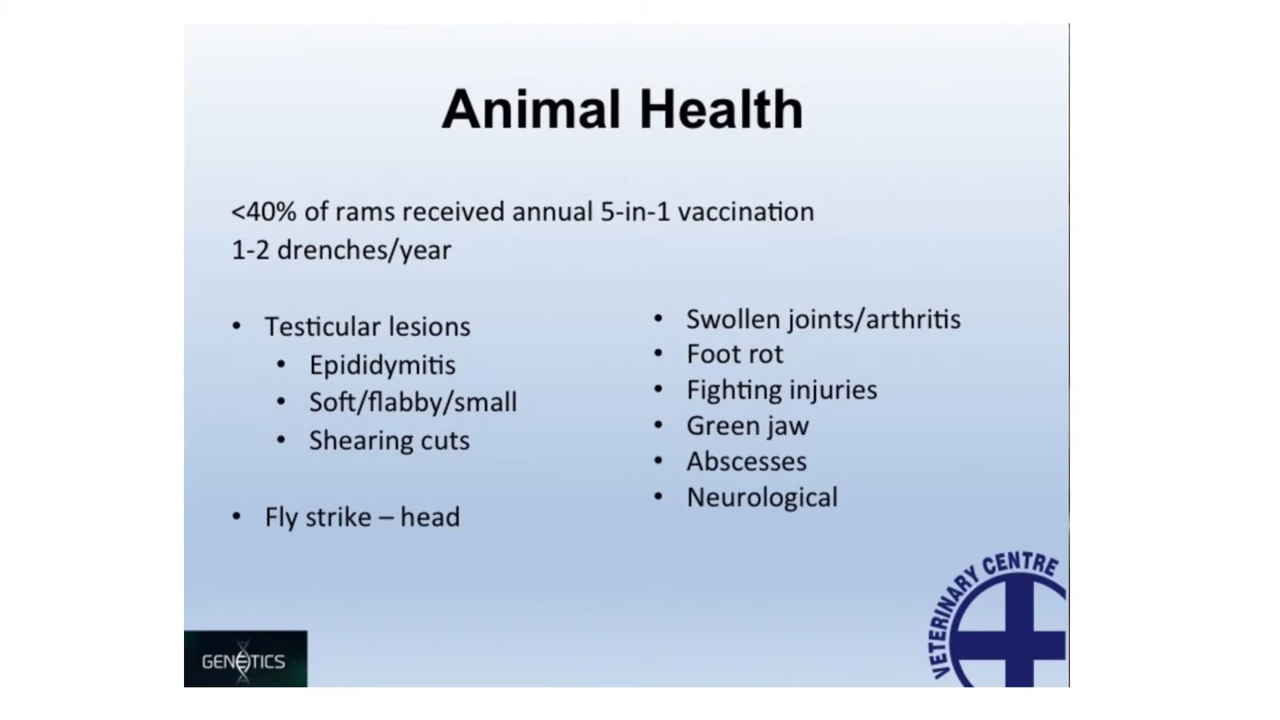 Animal Health
<40% of rams received annual 5-in-1 vaccination
1-2 drenches/year
• Testicular lesions
• Epididymitis
• Soft/flabby/small
• Shearing cuts
• Fly strike – head
• Swollen joints/arthritis
• Foot rot
• Fighting injuries
• Green jaw
• Abscesses
• Neurological
GENETICS
VETERINARY CENTRE